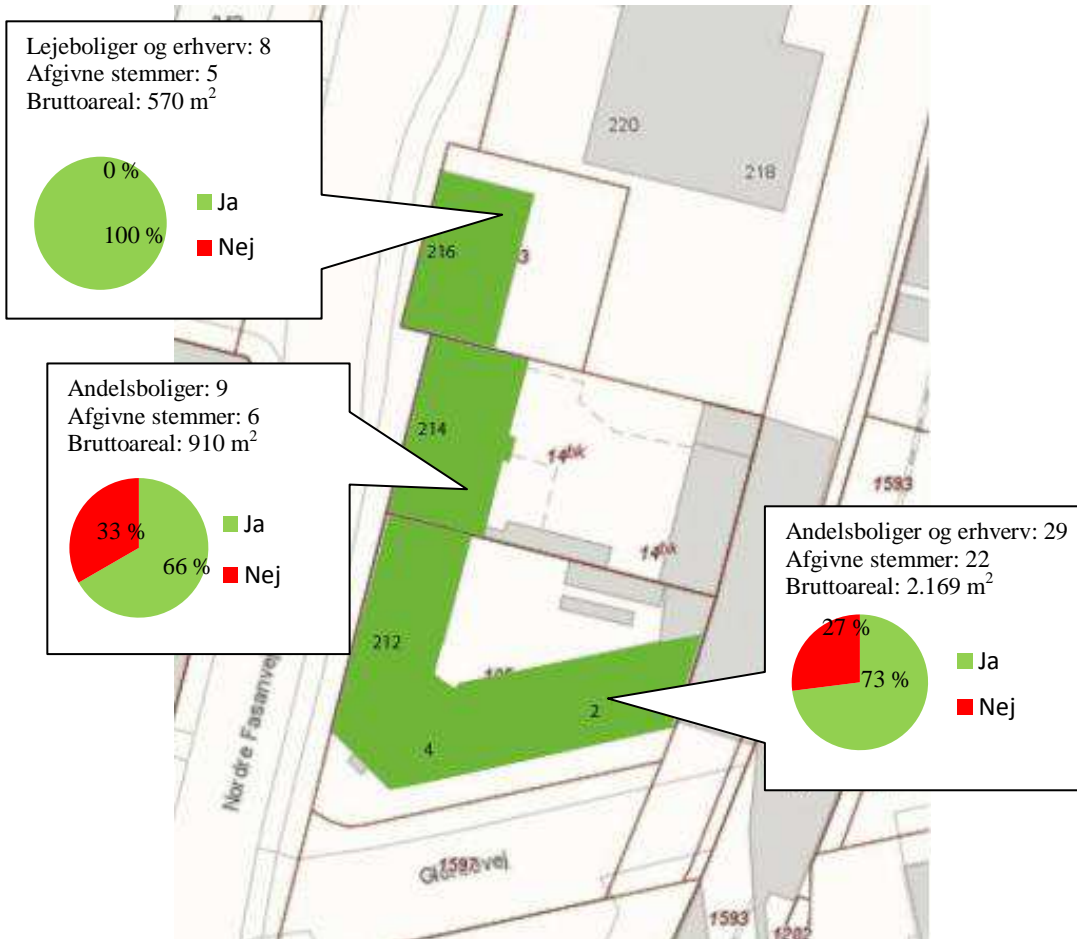 Lejeboliger og erhverv: 8
Afgivne stemmer: 5
Bruttoareal: 570 m²
0 %
100 %
Ja
Nej
220
218
216
3
Andelsboliger: 9
Afgivne stemmer: 6
Bruttoareal: 910 m²
33 %
66 %
Ja
Nej
214
14bk
1593
14bk
Andelsboliger og erhverv: 29
Afgivne stemmer: 22
Bruttoareal: 2.169 m²
27 %
73 %
Ja
Nej
212
2
4
Nordre Fasanvej
1597
1593
1202